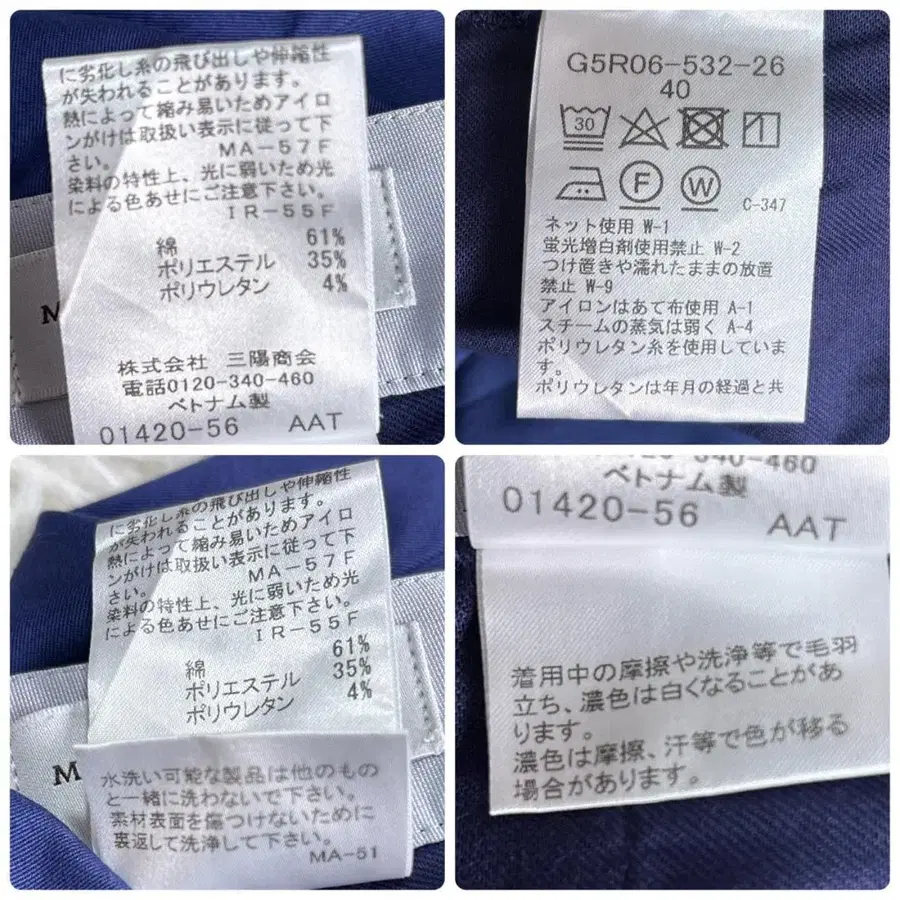 に劣化し糸の飛び出しや伸縮性
が失われることがあります。
熱によって縮み易いためアイロ
ンがけは取扱い表示に従って下
さい。 MA-57F
染料の特性上、光に弱いため光
による色あせにご注意下さい。
IR-55F
綿 61%
ポリエステル 35%
ポリウレタン 4%
M
株式会社 三陽商会
電話0120-340-460
ベトナム製
01420-56 AAT
G5R06-532-26
40
30
F W C-347
ネット使用 W-1
蛍光増白剤使用禁止 W-2
つけ置きや濡れたままの放置
禁止 W-9
アイロンはあて布使用 A-1
スチームの蒸気は弱く A-4
ポリウレタン糸を使用していま
す。
ポリウレタンは年月の経過と共
に劣化し糸の飛び出しや伸縮性
が失われることがあります。
熱によって縮み易いためアイロ
ンがけは取扱い表示に従って下
さい。 MA-57F
染料の特性上、光に弱いため光
による色あせにご注意下さい。
IR-55F
綿 61%
ポリエステル 35%
ポリウレタン 4%
M
水洗い可能な製品は他のもの
と一緒に洗わないで下さい。
素材表面を傷つけないために
裏返して洗浄して下さい。
MA-51
-340-460
ベトナム製
01420-56 AAT
着用中の摩擦や洗浄等で毛羽
立ち、濃色は白くなることがあ
ります。
濃色は摩擦、汗等で色が移る
場合があります。